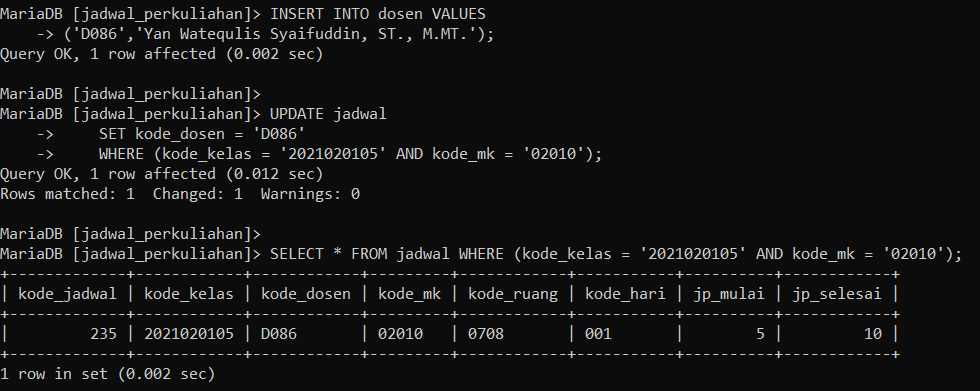 MariaDB [jadwal_perkuliahan]> INSERT INTO dosen VALUES
    -> ('D086','Yan Watequlis Syaifuddin, ST., M.MT.');
Query OK, 1 row affected (0.002 sec)

MariaDB [jadwal_perkuliahan]>
MariaDB [jadwal_perkuliahan]> UPDATE jadwal
    ->     SET kode_dosen = 'D086'
    ->     WHERE (kode_kelas = '2021020105' AND kode_mk = '02010');
Query OK, 1 row affected (0.012 sec)
Rows matched: 1  Changed: 1  Warnings: 0

MariaDB [jadwal_perkuliahan]>
MariaDB [jadwal_perkuliahan]> SELECT * FROM jadwal WHERE (kode_kelas = '2021020105' AND kode_mk = '02010');
+-------------+------------+------------+---------+------------+-----------+----------+------------+
| kode_jadwal | kode_kelas | kode_dosen | kode_mk | kode_ruang | kode_hari | jp_mulai | jp_selesai |
+-------------+------------+------------+---------+------------+-----------+----------+------------+
|         235 | 2021020105 | D086       | 02010   | 0708       | 001       |        5 |         10 |
+-------------+------------+------------+---------+------------+-----------+----------+------------+
1 row in set (0.002 sec)